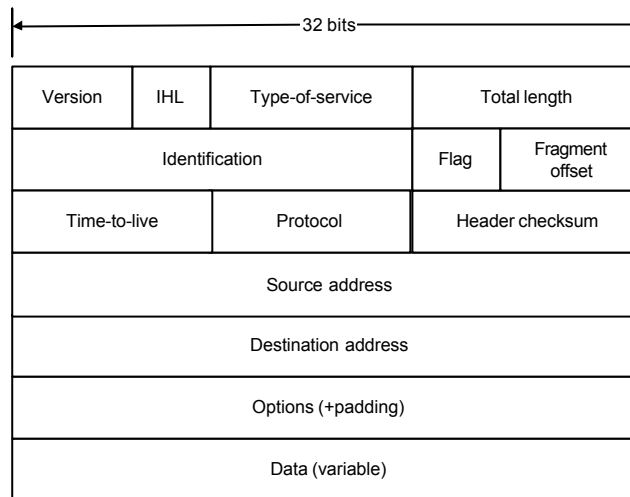 32 bits
Version IHL Type-of-service Total length
Identification Flag Fragment
offset
Time-to-live Protocol Header checksum
Source address
Destination address
Options (+padding)
Data (variable)